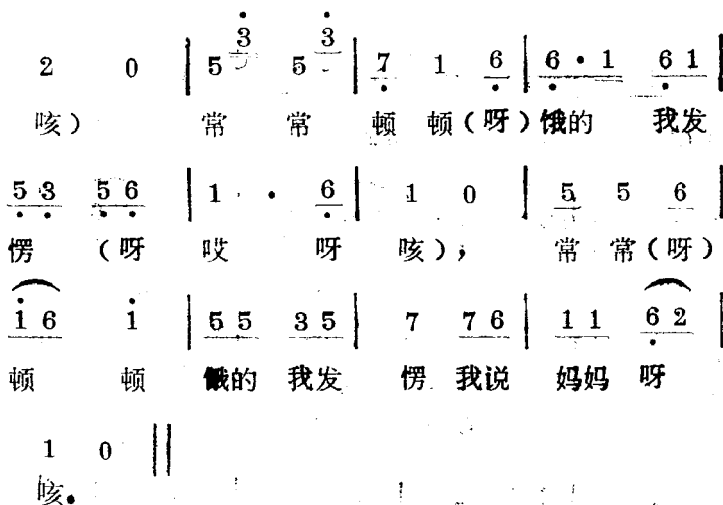 2 0 | 5 3 5 3 | 7 1 6 | 6·1 6 1 |
咳） 常 常 顿 顿（呀）饿的 我发
5 3 5 6 | 1 · 6 | 1 0 | 5 5 6 |
愣 （呀 哎 呀 咳）， 常 常（呀）
1 6 1 | 5 5 3 5 | 7 7 6 | 1 1 6 2 |
顿 顿 饿的 我发 愣 我说 妈妈 呀
1 0 ‖
咳.